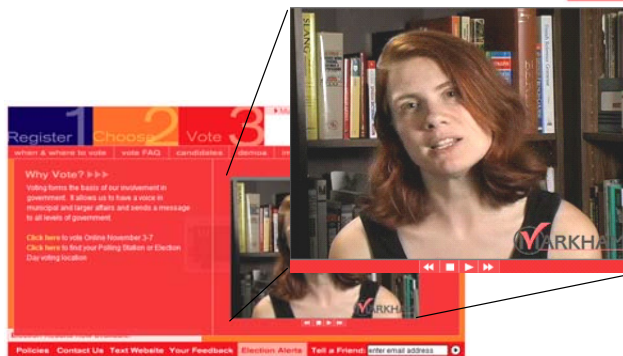 SLANG
MARKHA
Register 1 Choose 2 Vote 3
when & where to vote vote FAQ candidates demos
Why Vote?
Voting forms the basis of our involvement in
government. It allows us to have a voice in
municipal and larger affairs and sends a message
to all levels of government.
Click here to vote Online November 3-7
Click here to find your Polling Station or Election
Day voting location
MARKHA
Policies Contact Us Text Website Your Feedback Election Alerts Tell a Friend: enter email address